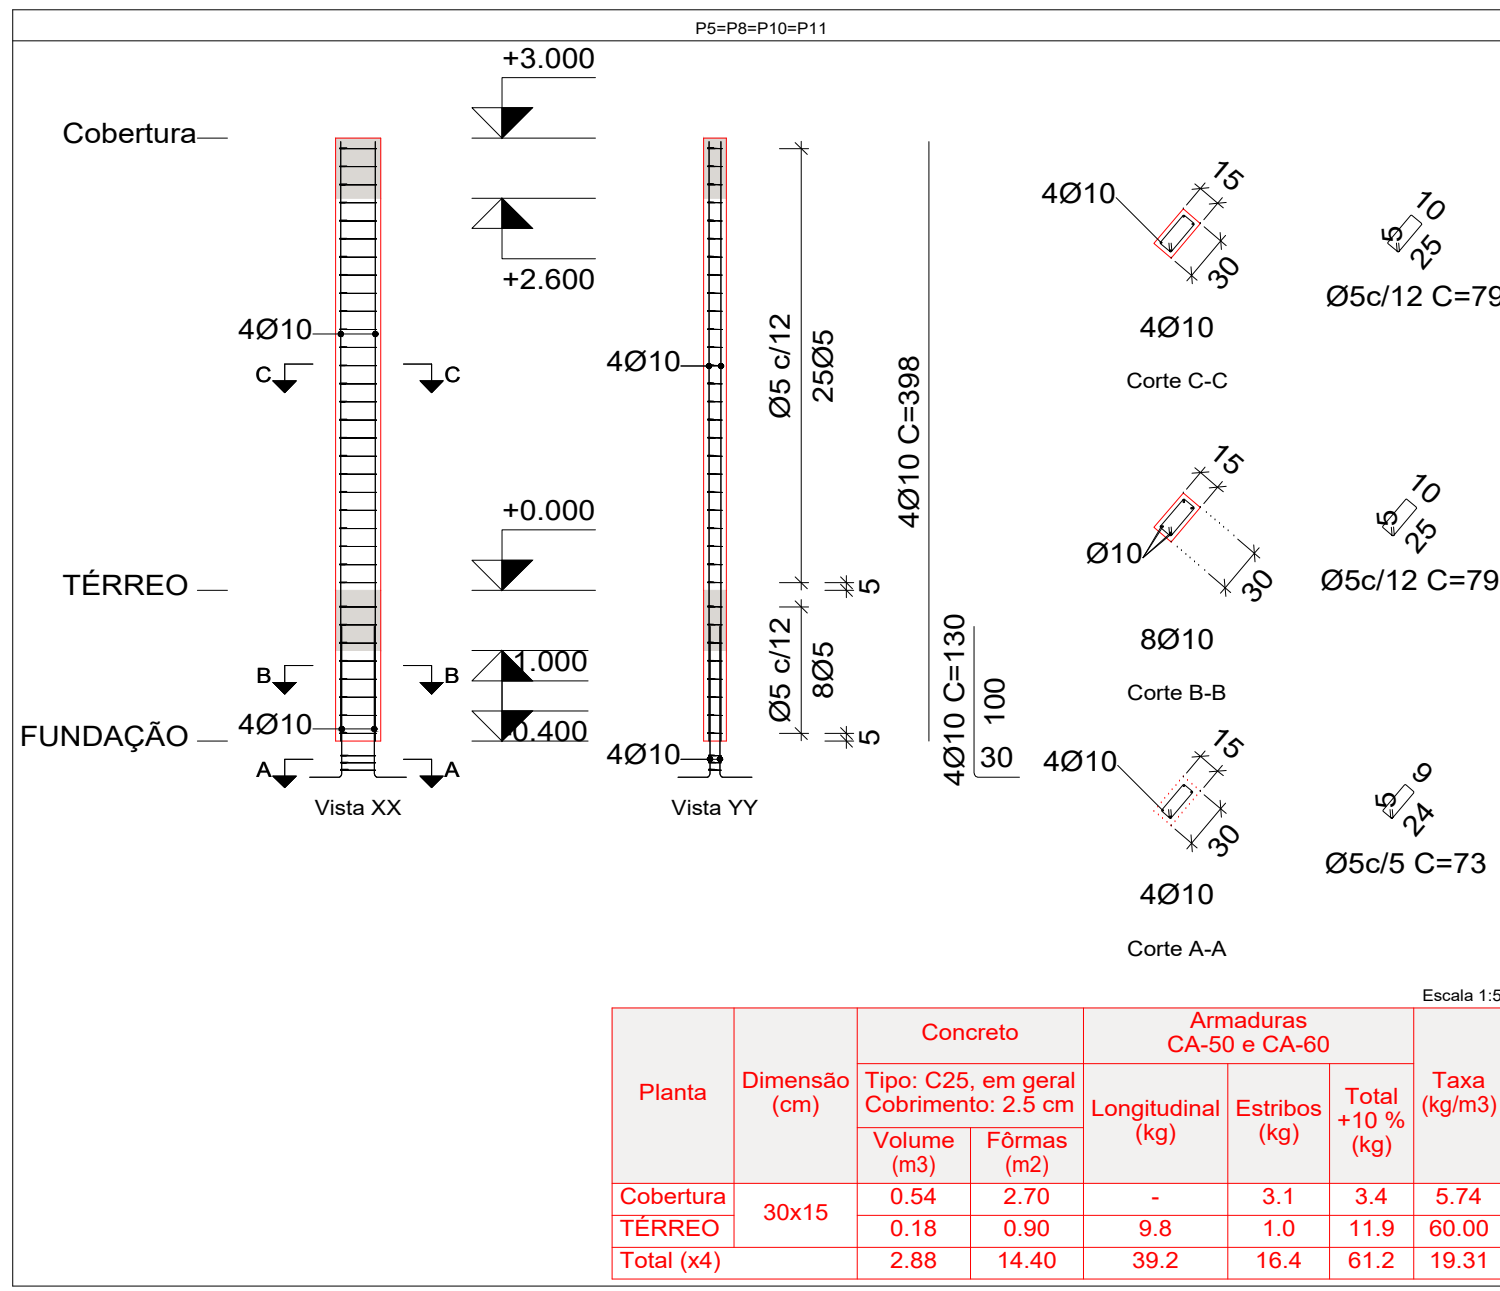 P5=P8=P10=P11
+3.000
Cobertura
+2.600
4Ø10
C
C
4Ø10
Ø5 c/12
25Ø5
4Ø10 C=398
+0.000
TÉRREO
5
B
B
1.000
Ø5 c/12
8Ø5
FUNDAÇÃO
4Ø10
0.400
5
4Ø10
4Ø10 C=130
100
30
A
A
Vista XX
Vista YY
4Ø10
15
30
4Ø10
Corte C-C
10
5
25
Ø5c/12 C=79
Ø10
15
30
8Ø10
Corte B-B
10
5
25
Ø5c/12 C=79
4Ø10
15
30
4Ø10
Corte A-A
9
5
24
Ø5c/5 C=73
Escala 1:5
Planta
Dimensão
(cm)
Concreto
Tipo: C25, em geral
Cobrimento: 2.5 cm
Volume
(m3)
Fôrmas
(m2)
Armaduras
CA-50 e CA-60
Longitudinal
(kg)
Estribos
(kg)
Total
+10 %
(kg)
Taxa
(kg/m3)
Cobertura 30x15 0.54 2.70 - 3.1 3.4 5.74
TÉRREO 0.18 0.90 9.8 1.0 11.9 60.00
Total (x4) 2.88 14.40 39.2 16.4 61.2 19.31